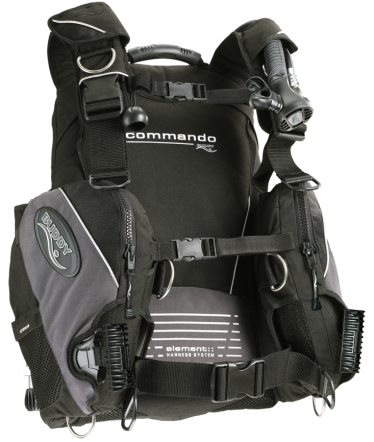 commando
BUDDY
element::
HARNESS SYSTEM